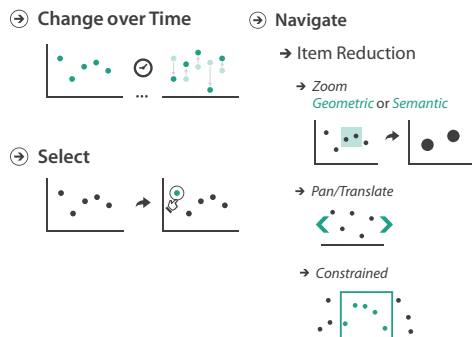 Change over Time
...
Select
Navigate
Item Reduction
Zoom
Geometric or Semantic
Pan/Translate
Constrained